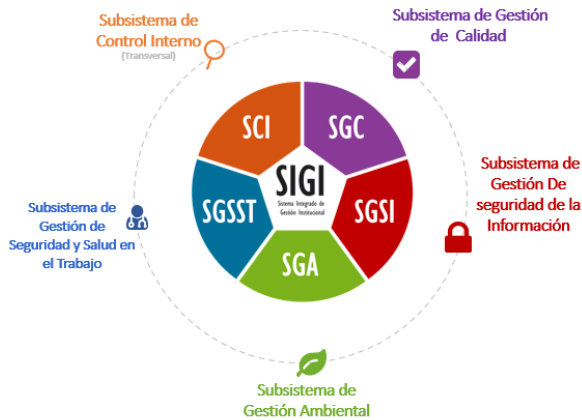 Subsistema de
Control Interno
(Transversal)
Subsistema de Gestión
de Calidad
SCI
SGC
SIGI
Sistema Integrado de
Gestión Institucional
SGSST
SGSI
SGA
Subsistema de
Gestión De
seguridad de la
Información
Subsistema de
Gestión de
Seguridad y Salud en
el Trabajo
Subsistema de
Gestión Ambiental